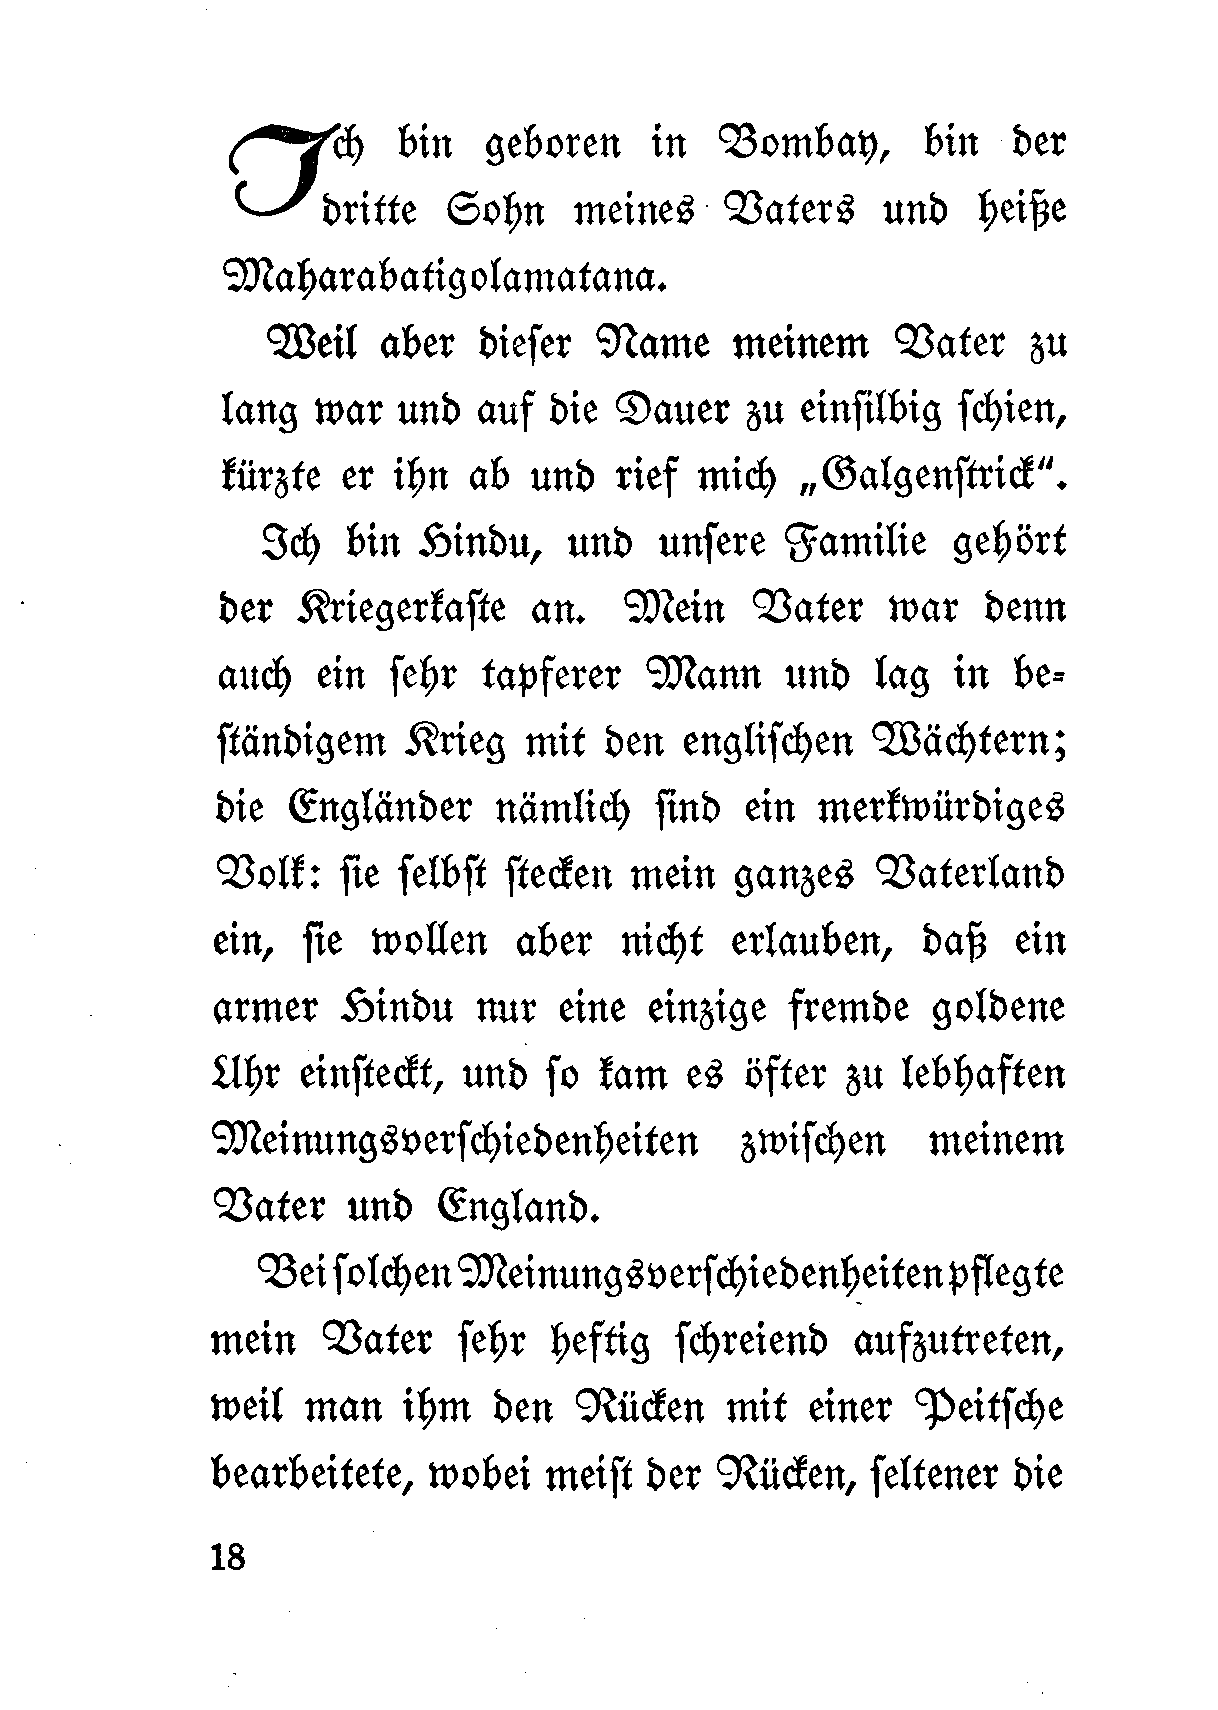 Ich bin geboren in Bombay, bin der
dritte Sohn meines Vaters und heiße
Maharabatigolamatana.
Weil aber dieſer Name meinem Vater zu
lang war und auf die Dauer zu einſilbig ſchien,
kürzte er ihn ab und rief mich „Galgenſtrick“.
Ich bin Hindu, und unſere Familie gehört
der Kriegerkaſte an. Mein Vater war denn
auch ein ſehr tapferer Mann und lag in be-
ſtändigem Krieg mit den engliſchen Wächtern;
die Engländer nämlich ſind ein merkwürdiges
Volk: ſie ſelbſt ſtecken mein ganzes Vaterland
ein, ſie wollen aber nicht erlauben, daß ein
armer Hindu nur eine einzige fremde goldene
Uhr einſteckt, und ſo kam es öfter zu lebhaften
Meinungsverſchiedenheiten zwiſchen meinem
Vater und England.
Bei ſolchen Meinungsverſchiedenheiten pflegte
mein Vater ſehr heftig ſchreiend aufzutreten,
weil man ihm den Rücken mit einer Peitſche
bearbeitete, wobei meiſt der Rücken, ſeltener die
18